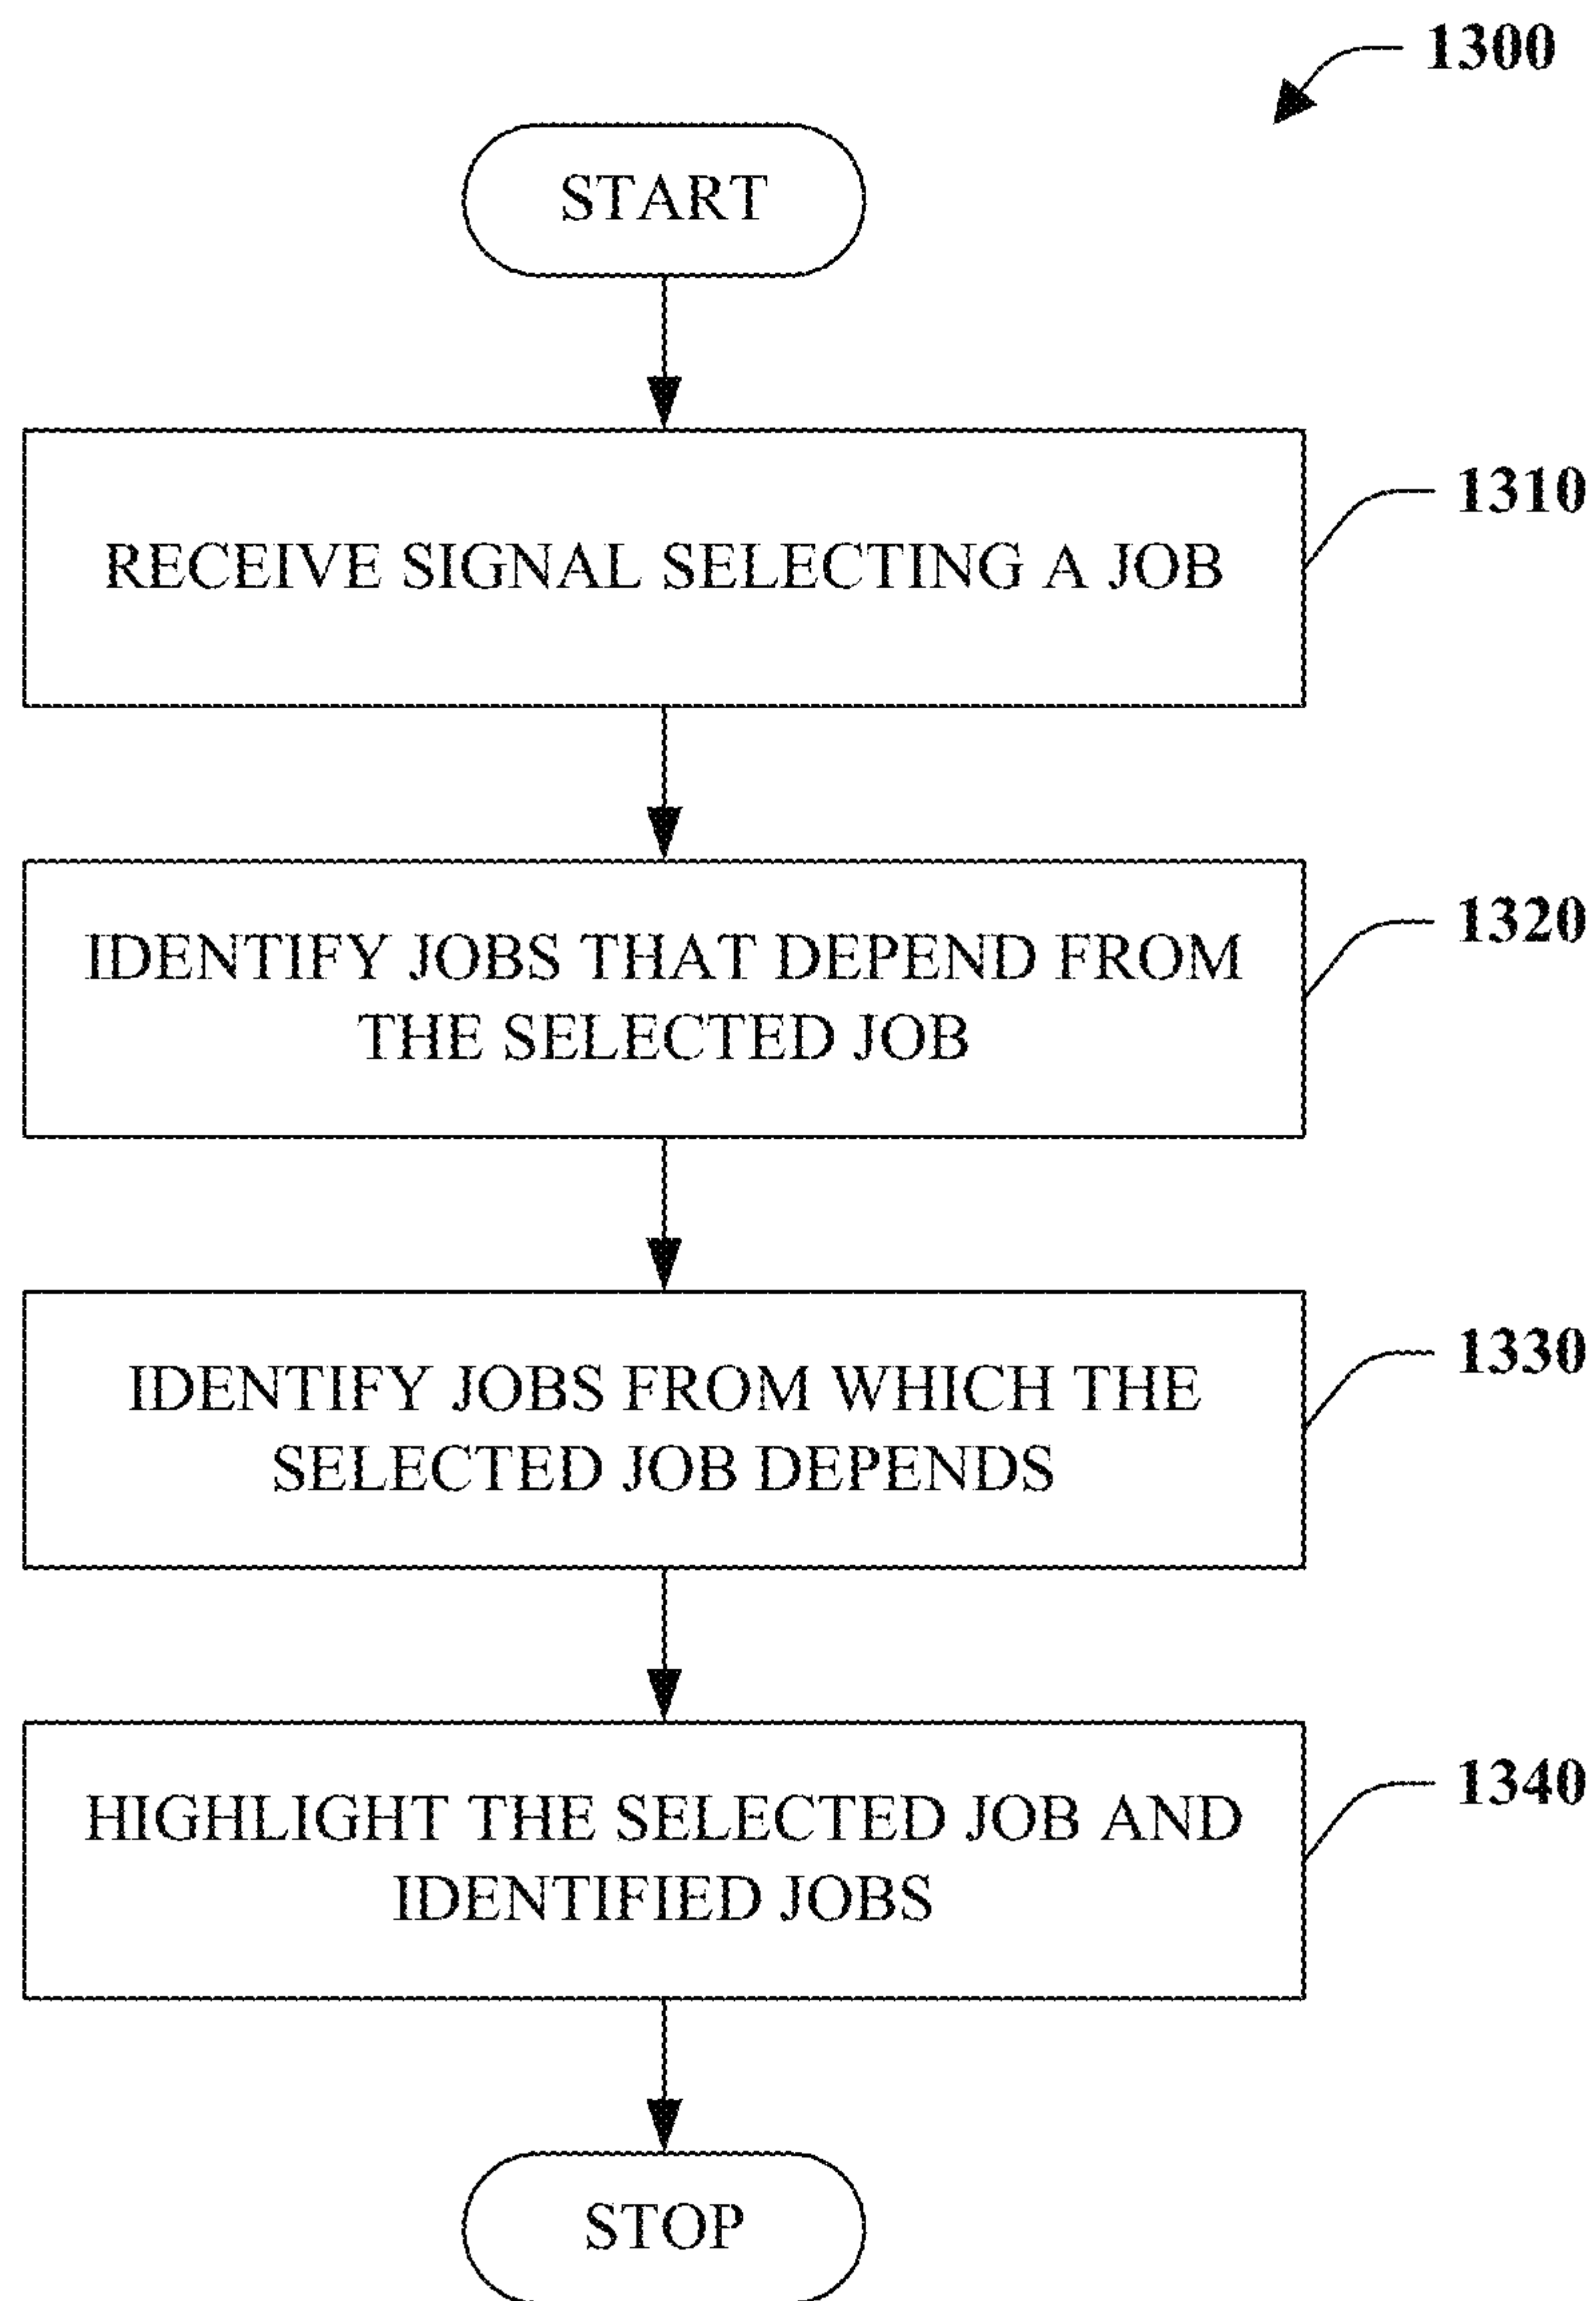 1300
START
RECEIVE SIGNAL SELECTING A JOB
1310
IDENTIFY JOBS THAT DEPEND FROM
THE SELECTED JOB
1320
IDENTIFY JOBS FROM WHICH THE
SELECTED JOB DEPENDS
1330
HIGHLIGHT THE SELECTED JOB AND
IDENTIFIED JOBS
1340
STOP